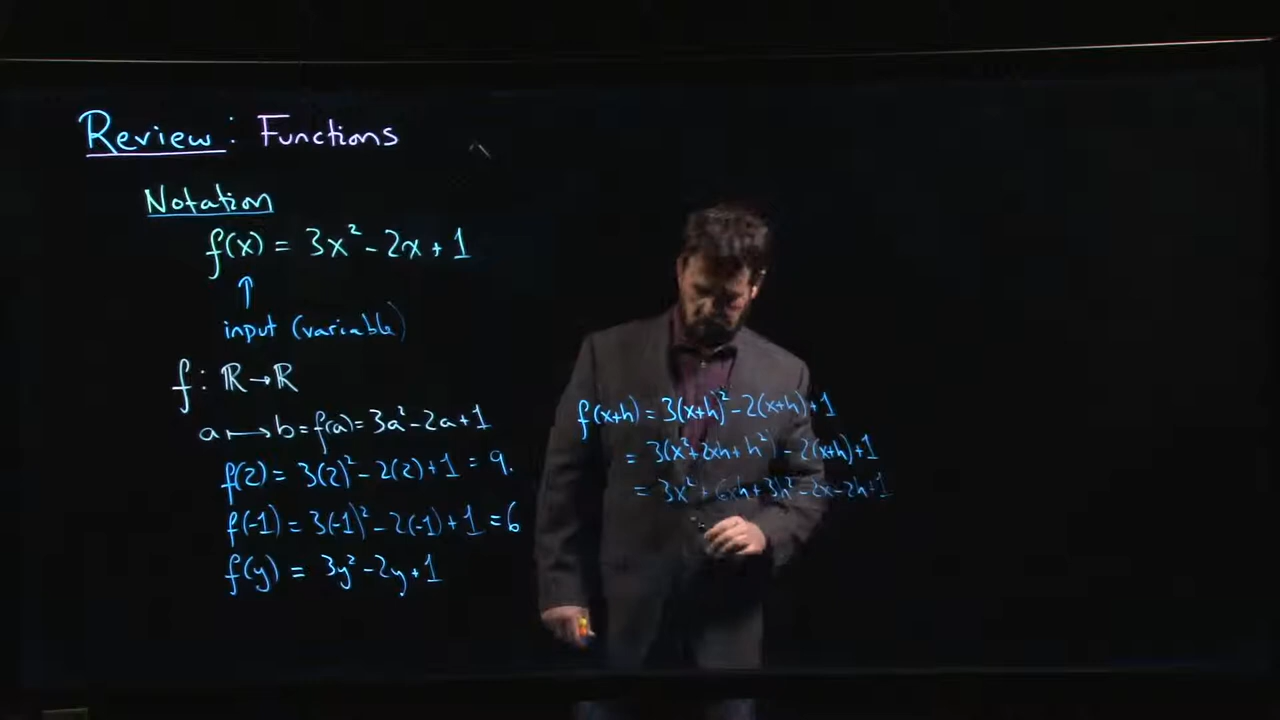 Review: Functions
Notation
f(x) = 3x² - 2x + 1
↑
input (variable)
f: ℝ→ℝ
a ⟼ b = f(a) = 3a² - 2a + 1
f(2) = 3(2)² - 2(2) + 1 = 9.
f(-1) = 3(-1)² - 2(-1) + 1 = 6
f(y) = 3y² - 2y + 1
f(x+h) = 3(x+h)² - 2(x+h) + 1
= 3(x² + 2xh + h²) - 2(x+h) + 1
= 3x² + 6xh + 3h² - 2x - 2h + 1